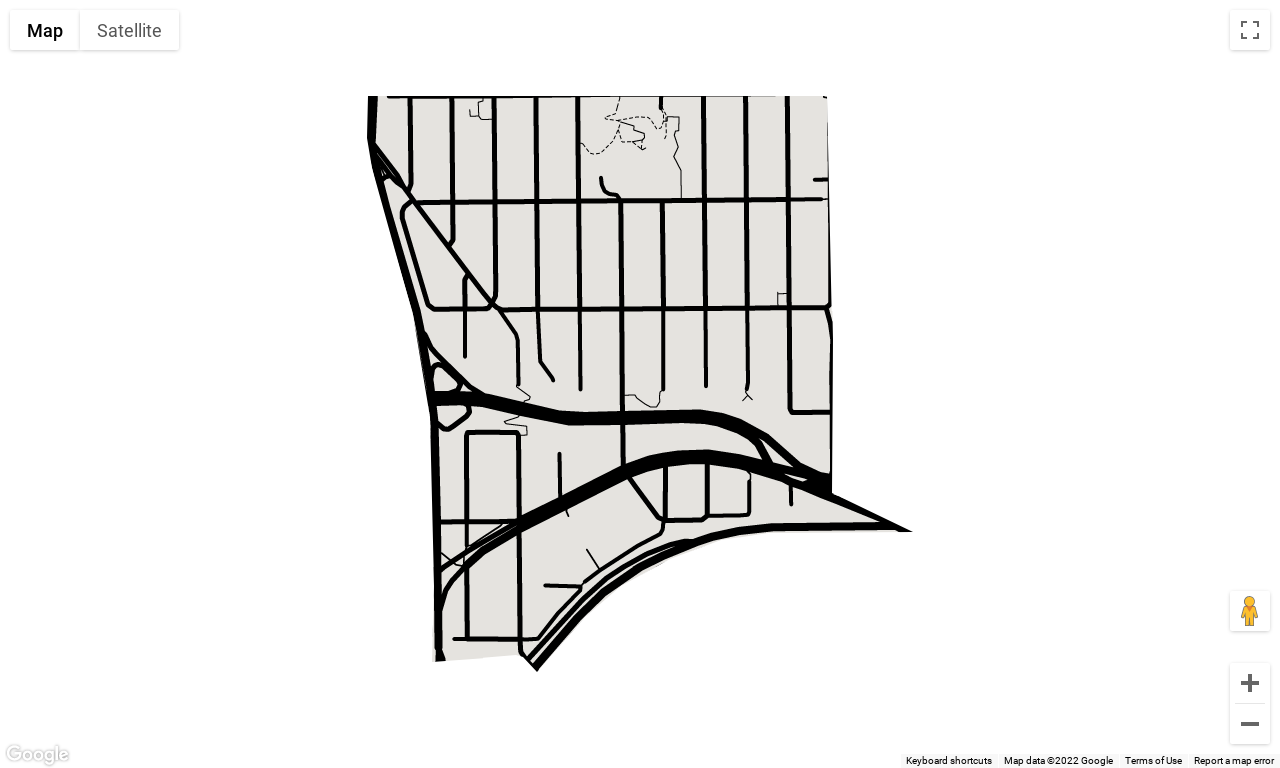 Map Satellite
Google
Keyboard shortcuts Map data ©2022 Google Terms of Use Report a map error